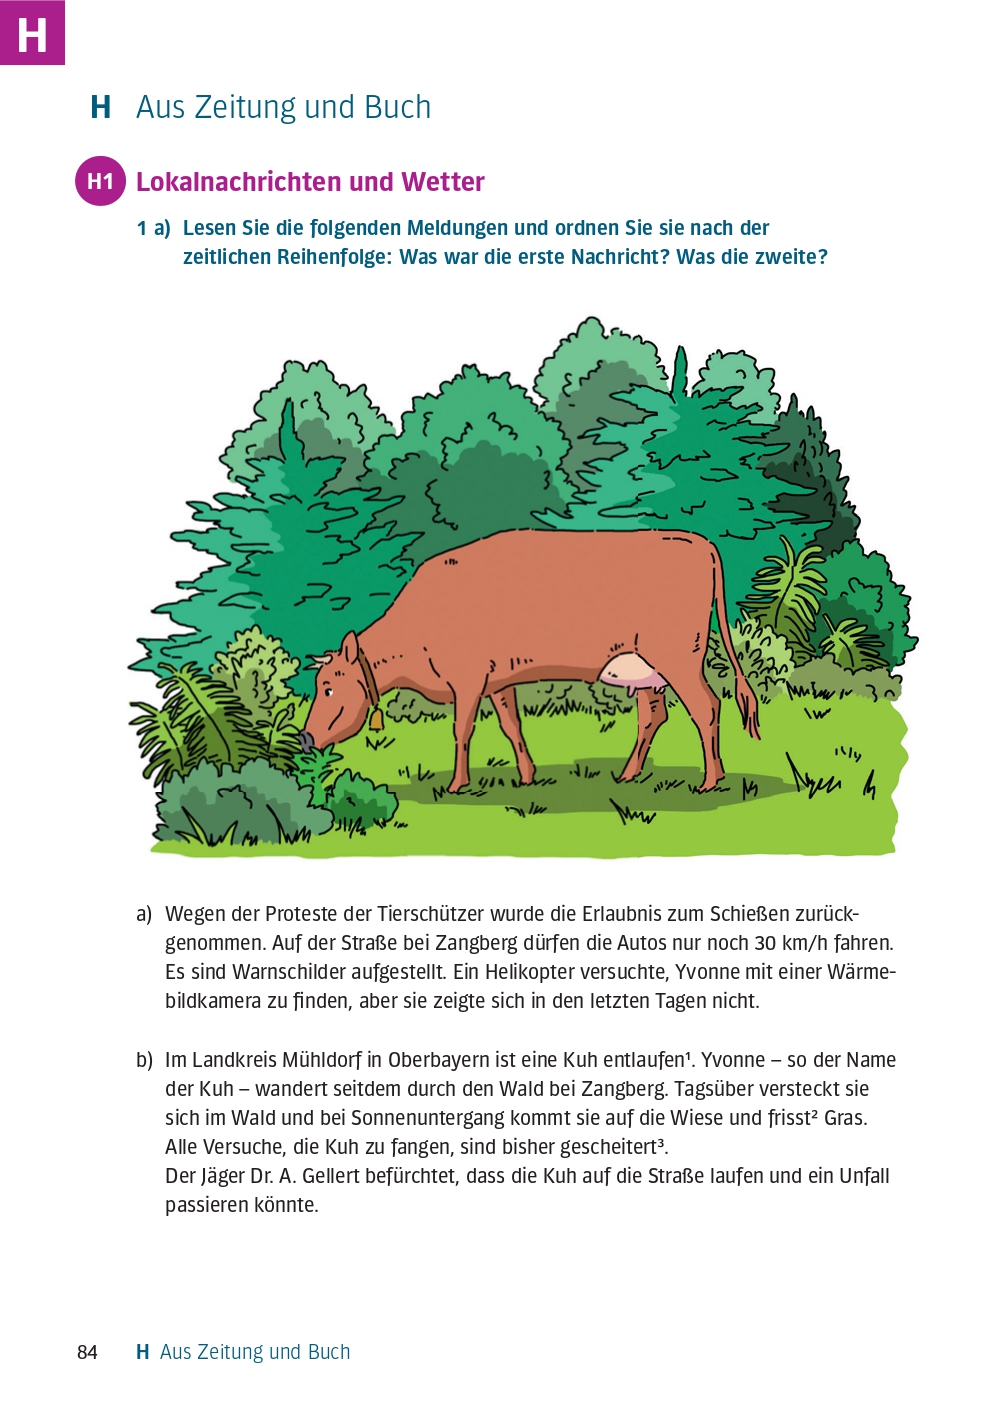 H
H Aus Zeitung und Buch
H1 Lokalnachrichten und Wetter
1 a) Lesen Sie die folgenden Meldungen und ordnen Sie sie nach der
zeitlichen Reihenfolge: Was war die erste Nachricht? Was die zweite?
a) Wegen der Proteste der Tierschützer wurde die Erlaubnis zum Schießen zurück-
genommen. Auf der Straße bei Zangberg dürfen die Autos nur noch 30 km/h fahren.
Es sind Warnschilder aufgestellt. Ein Helikopter versuchte, Yvonne mit einer Wärme-
bildkamera zu finden, aber sie zeigte sich in den letzten Tagen nicht.
b) Im Landkreis Mühldorf in Oberbayern ist eine Kuh entlaufen¹. Yvonne – so der Name
der Kuh – wandert seitdem durch den Wald bei Zangberg. Tagsüber versteckt sie
sich im Wald und bei Sonnenuntergang kommt sie auf die Wiese und frisst² Gras.
Alle Versuche, die Kuh zu fangen, sind bisher gescheitert³.
Der Jäger Dr. A. Gellert befürchtet, dass die Kuh auf die Straße laufen und ein Unfall
passieren könnte.
84 H Aus Zeitung und Buch